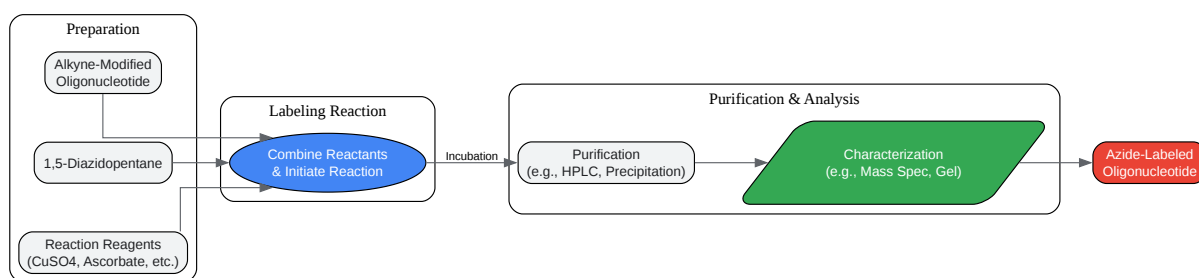 Preparation
Alkyne-Modified
Oligonucleotide
1,5-Diazidopentane
Reaction Reagents
(CuSO4, Ascorbate, etc.)
Labeling Reaction
Combine Reactants
& Initiate Reaction
Incubation
Purification & Analysis
Purification
(e.g., HPLC, Precipitation)
Characterization
(e.g., Mass Spec, Gel)
Azide-Labeled
Oligonucleotide